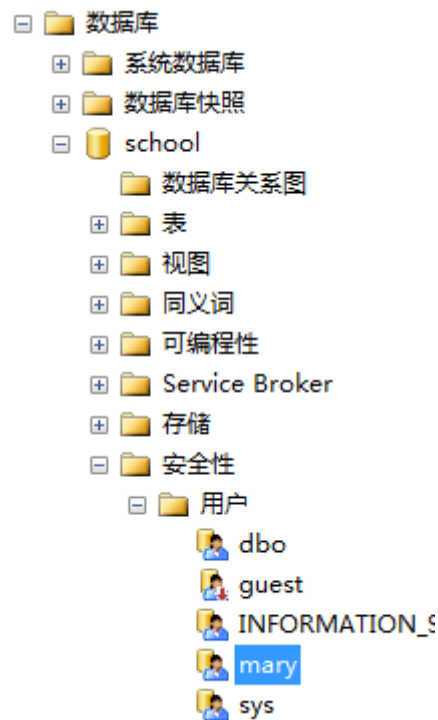 数据库
系统数据库
数据库快照
school
数据库关系图
表
视图
同义词
可编程性
Service Broker
存储
安全性
用户
dbo
guest
INFORMATION_S
mary
sys